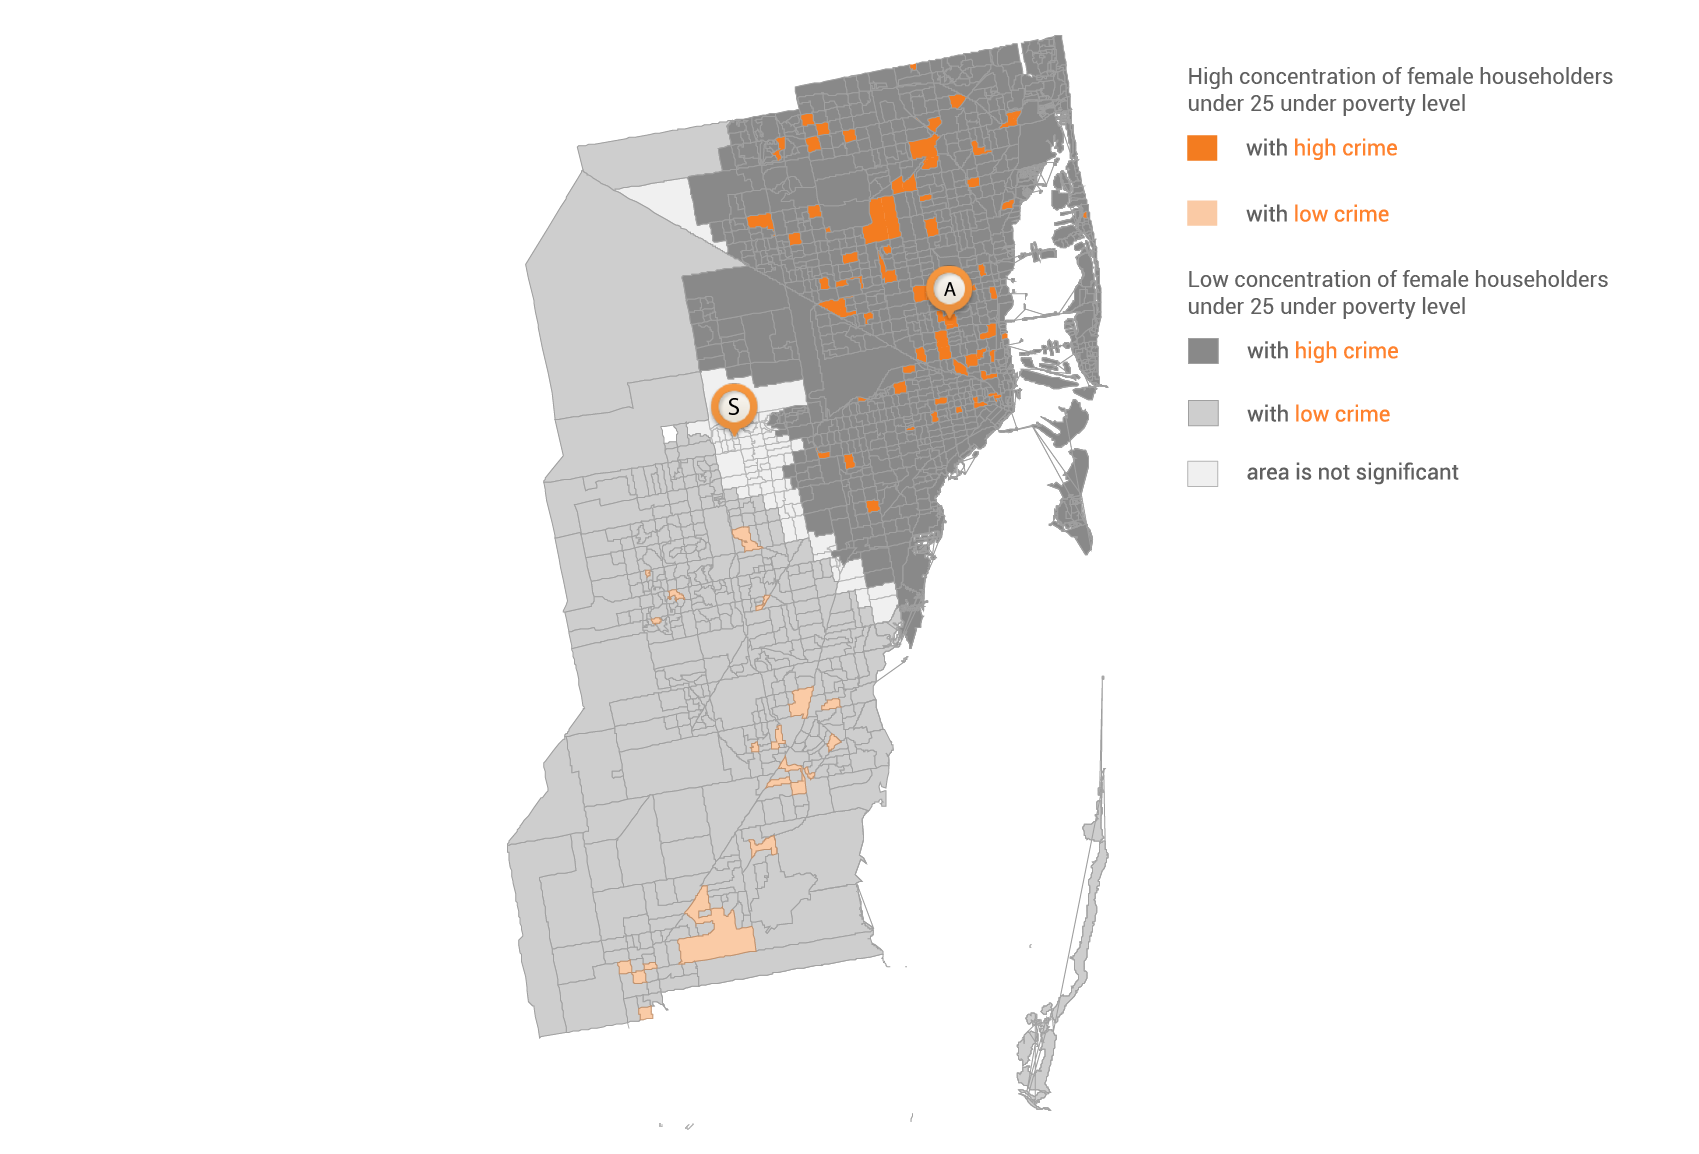 High concentration of female householders
under 25 under poverty level
with high crime
with low crime
Low concentration of female householders
under 25 under poverty level
with high crime
with low crime
area is not significant
A
S